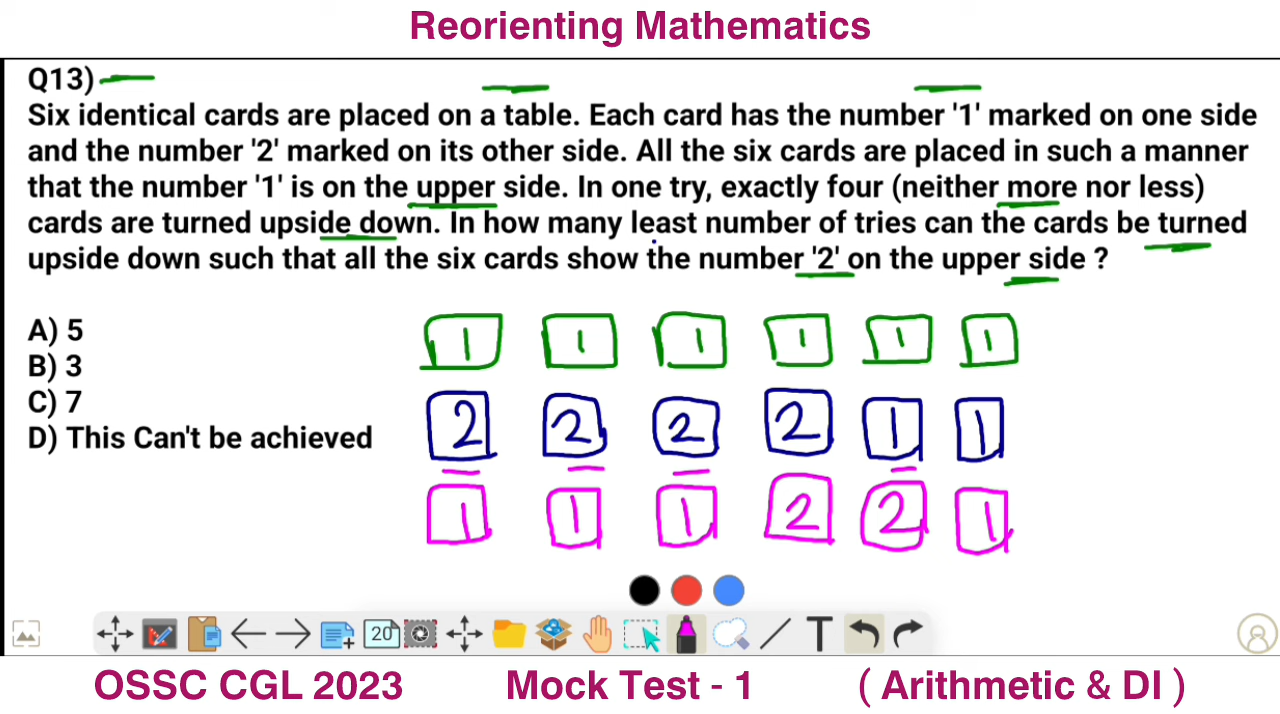 Reorienting Mathematics
Q13)
Six identical cards are placed on a table. Each card has the number '1' marked on one side
and the number '2' marked on its other side. All the six cards are placed in such a manner
that the number '1' is on the upper side. In one try, exactly four (neither more nor less)
cards are turned upside down. In how many least number of tries can the cards be turned
upside down such that all the six cards show the number '2' on the upper side ?
A) 5
B) 3
C) 7
D) This Can't be achieved
1 1 1 1 1 1
2 2 2 2 1 1
1 1 1 2 2 1
20
T
OSSC CGL 2023 Mock Test - 1 ( Arithmetic & DI )